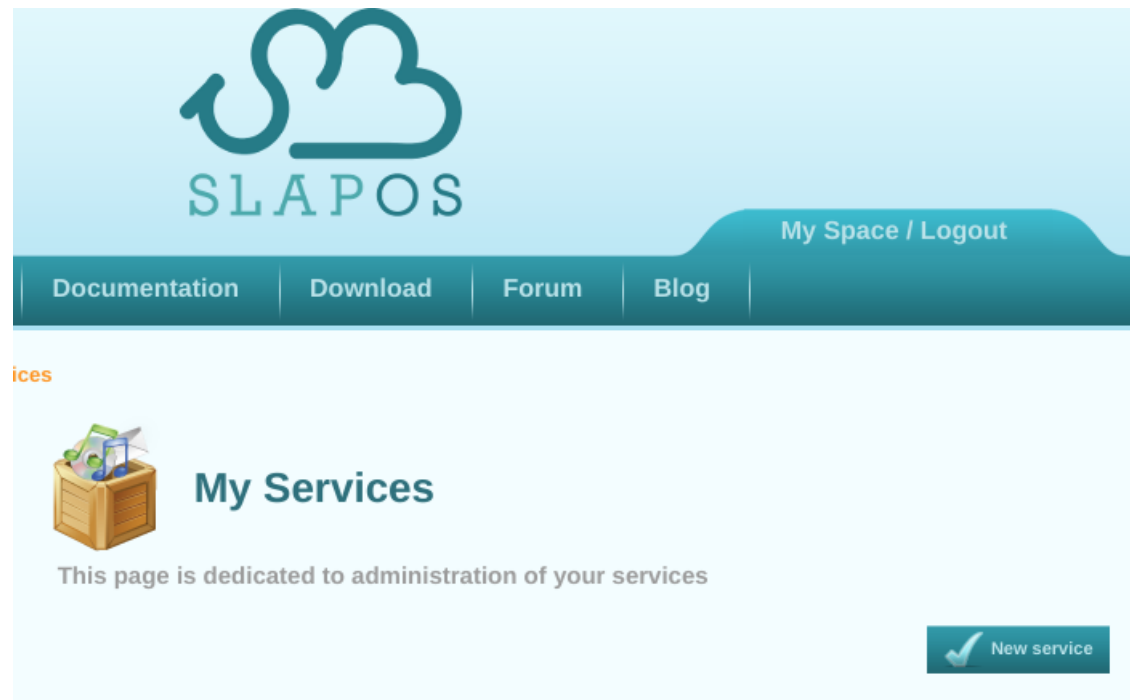 SLAPOS
My Space / Logout
Documentation Download Forum Blog
ices
My Services
This page is dedicated to administration of your services
New service